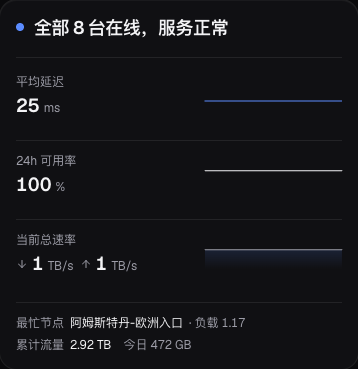 全部 8 台在线，服务正常
平均延迟
25 ms
24h 可用率
100 %
当前总速率
↓ 1 TB/s ↑ 1 TB/s
最忙节点 阿姆斯特丹-欧洲入口 · 负载 1.17
累计流量 2.92 TB 今日 472 GB